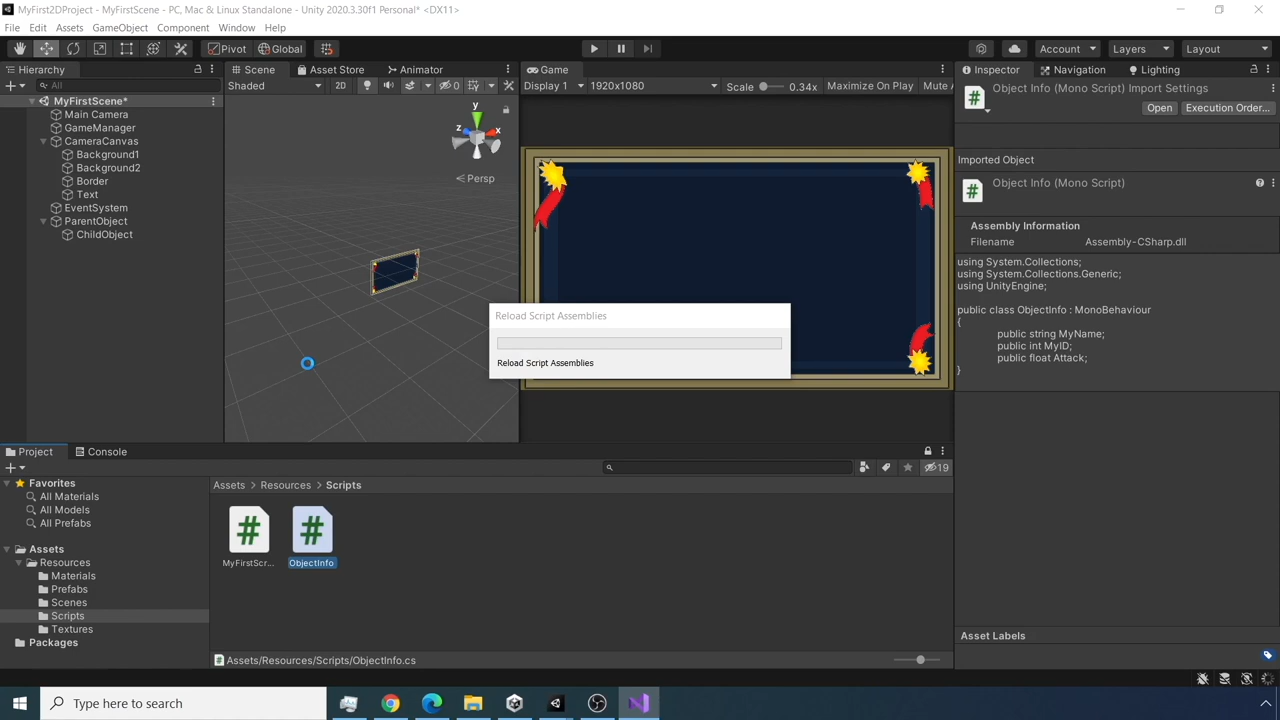 MyFirst2DProject - MyFirstScene - PC, Mac & Linux Standalone - Unity 2020.3.30f1 Personal* <DX11>
File Edit Assets GameObject Component Window Help
Pivot Global Account Layers Layout
Hierarchy
All
MyFirstScene*
Main Camera
GameManager
CameraCanvas
Background1
Background2
Border
Text
EventSystem
ParentObject
ChildObject
Scene Asset Store Animator
Shaded 2D 0
y
z x
Persp
Game
Display 1 1920x1080 Scale 0.34x Maximize On Play Mute A
Reload Script Assemblies
Reload Script Assemblies
Inspector Navigation Lighting
Object Info (Mono Script) Import Settings
Open Execution Order...
Imported Object
Object Info (Mono Script)
Assembly Information
Filename Assembly-CSharp.dll
using System.Collections;
using System.Collections.Generic;
using UnityEngine;
public class ObjectInfo : MonoBehaviour
{
public string MyName;
public int MyID;
public float Attack;
}
Asset Labels
Project Console
19
Favorites
All Materials
All Models
All Prefabs
Assets
Resources
Materials
Prefabs
Scenes
Scripts
Textures
Packages
Assets Resources Scripts
# #
MyFirstScr... ObjectInfo
Assets/Resources/Scripts/ObjectInfo.cs
Type here to search